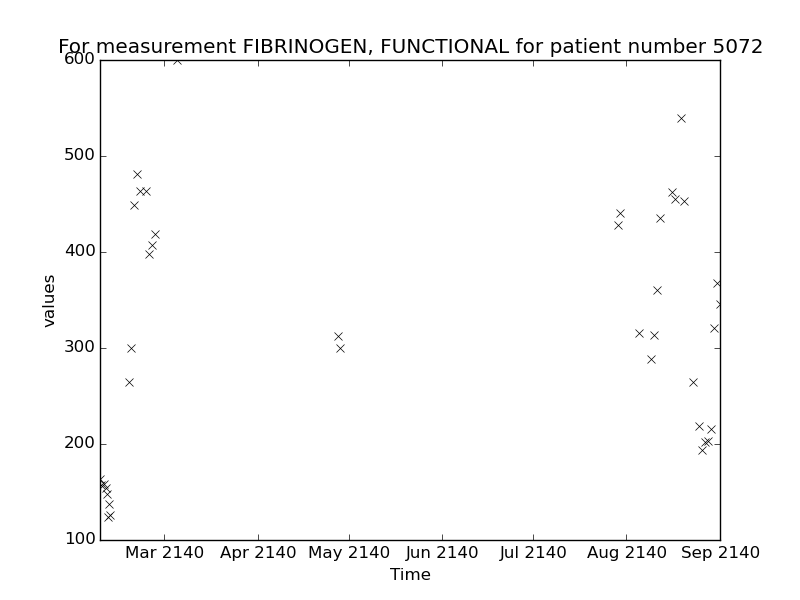 For measurement FIBRINOGEN, FUNCTIONAL for patient number 5072
600
500
400
300
200
100
values
Mar 2140 Apr 2140 May 2140 Jun 2140 Jul 2140 Aug 2140 Sep 2140
Time